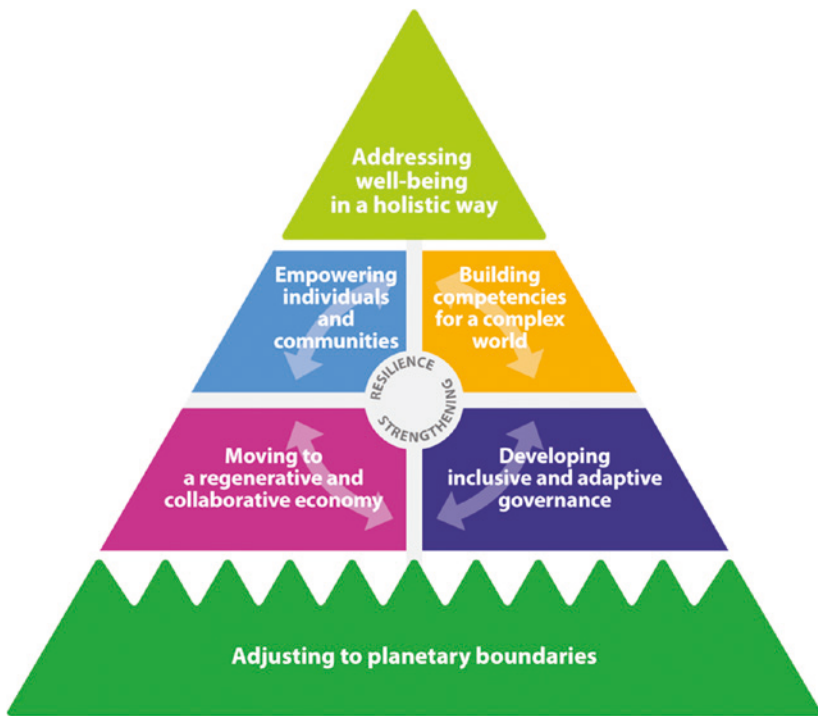 Addressing
well-being
in a holistic way
Empowering
individuals
and
communities
Building
competencies
for a complex
world
RESILIENCE
STRENGTHENING
Moving to
a regenerative and
collaborative economy
Developing
inclusive and adaptive
governance
Adjusting to planetary boundaries